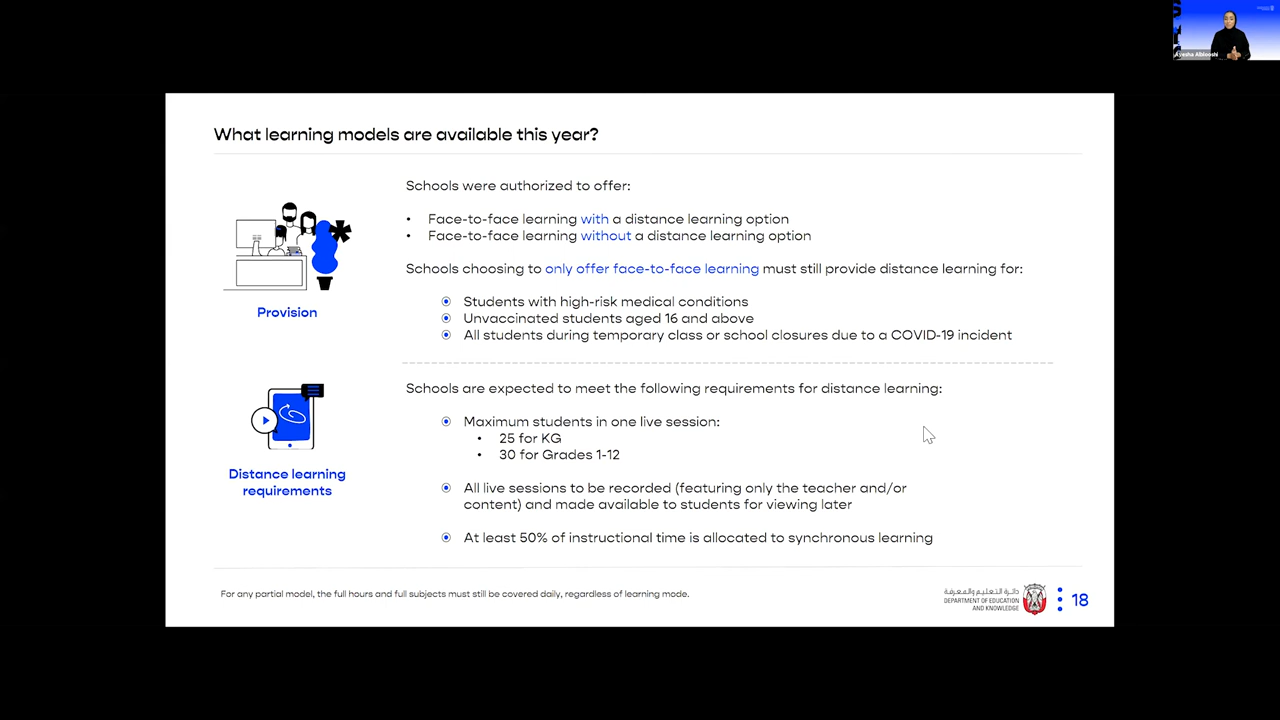 Ayesha Alblooshi
What learning models are available this year?
Schools were authorized to offer:
• Face-to-face learning with a distance learning option
• Face-to-face learning without a distance learning option
Schools choosing to only offer face-to-face learning must still provide distance learning for:
Students with high-risk medical conditions
Unvaccinated students aged 16 and above
All students during temporary class or school closures due to a COVID-19 incident
Provision
Schools are expected to meet the following requirements for distance learning:
Maximum students in one live session:
• 25 for KG
• 30 for Grades 1-12
All live sessions to be recorded (featuring only the teacher and/or
content) and made available to students for viewing later
At least 50% of instructional time is allocated to synchronous learning
Distance learning
requirements
For any partial model, the full hours and full subjects must still be covered daily, regardless of learning mode.
دائرة التعليم والمعرفة
DEPARTMENT OF EDUCATION
AND KNOWLEDGE
18